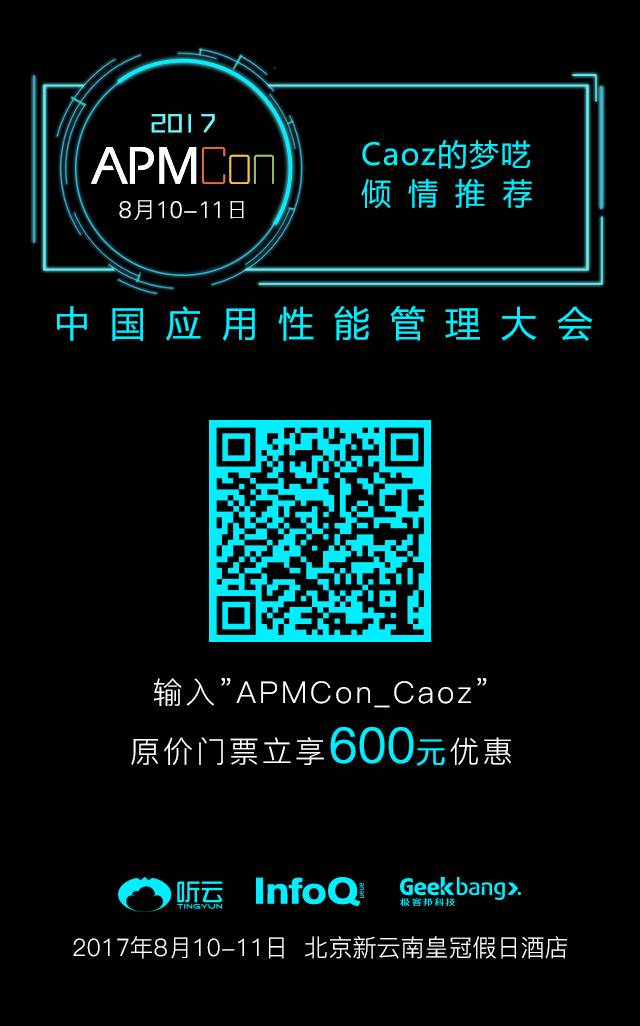 2017
APMCon
8月10-11日
Caoz的梦呓
倾情推荐
中国应用性能管理大会
输入”APMCon_Caoz”
原价门票立享600元优惠
听云
TINGYUN
InfoQ ueue
Geekbang>.
极客邦科技
2017年8月10-11日 北京新云南皇冠假日酒店